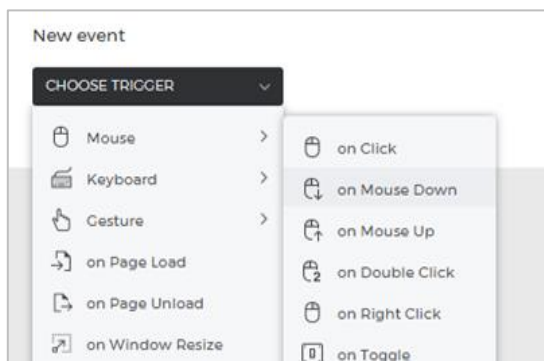 New event
CHOOSE TRIGGER
Mouse
Keyboard
Gesture
on Page Load
on Page Unload
on Window Resize
on Click
on Mouse Down
on Mouse Up
2
on Double Click
on Right Click
on Toggle